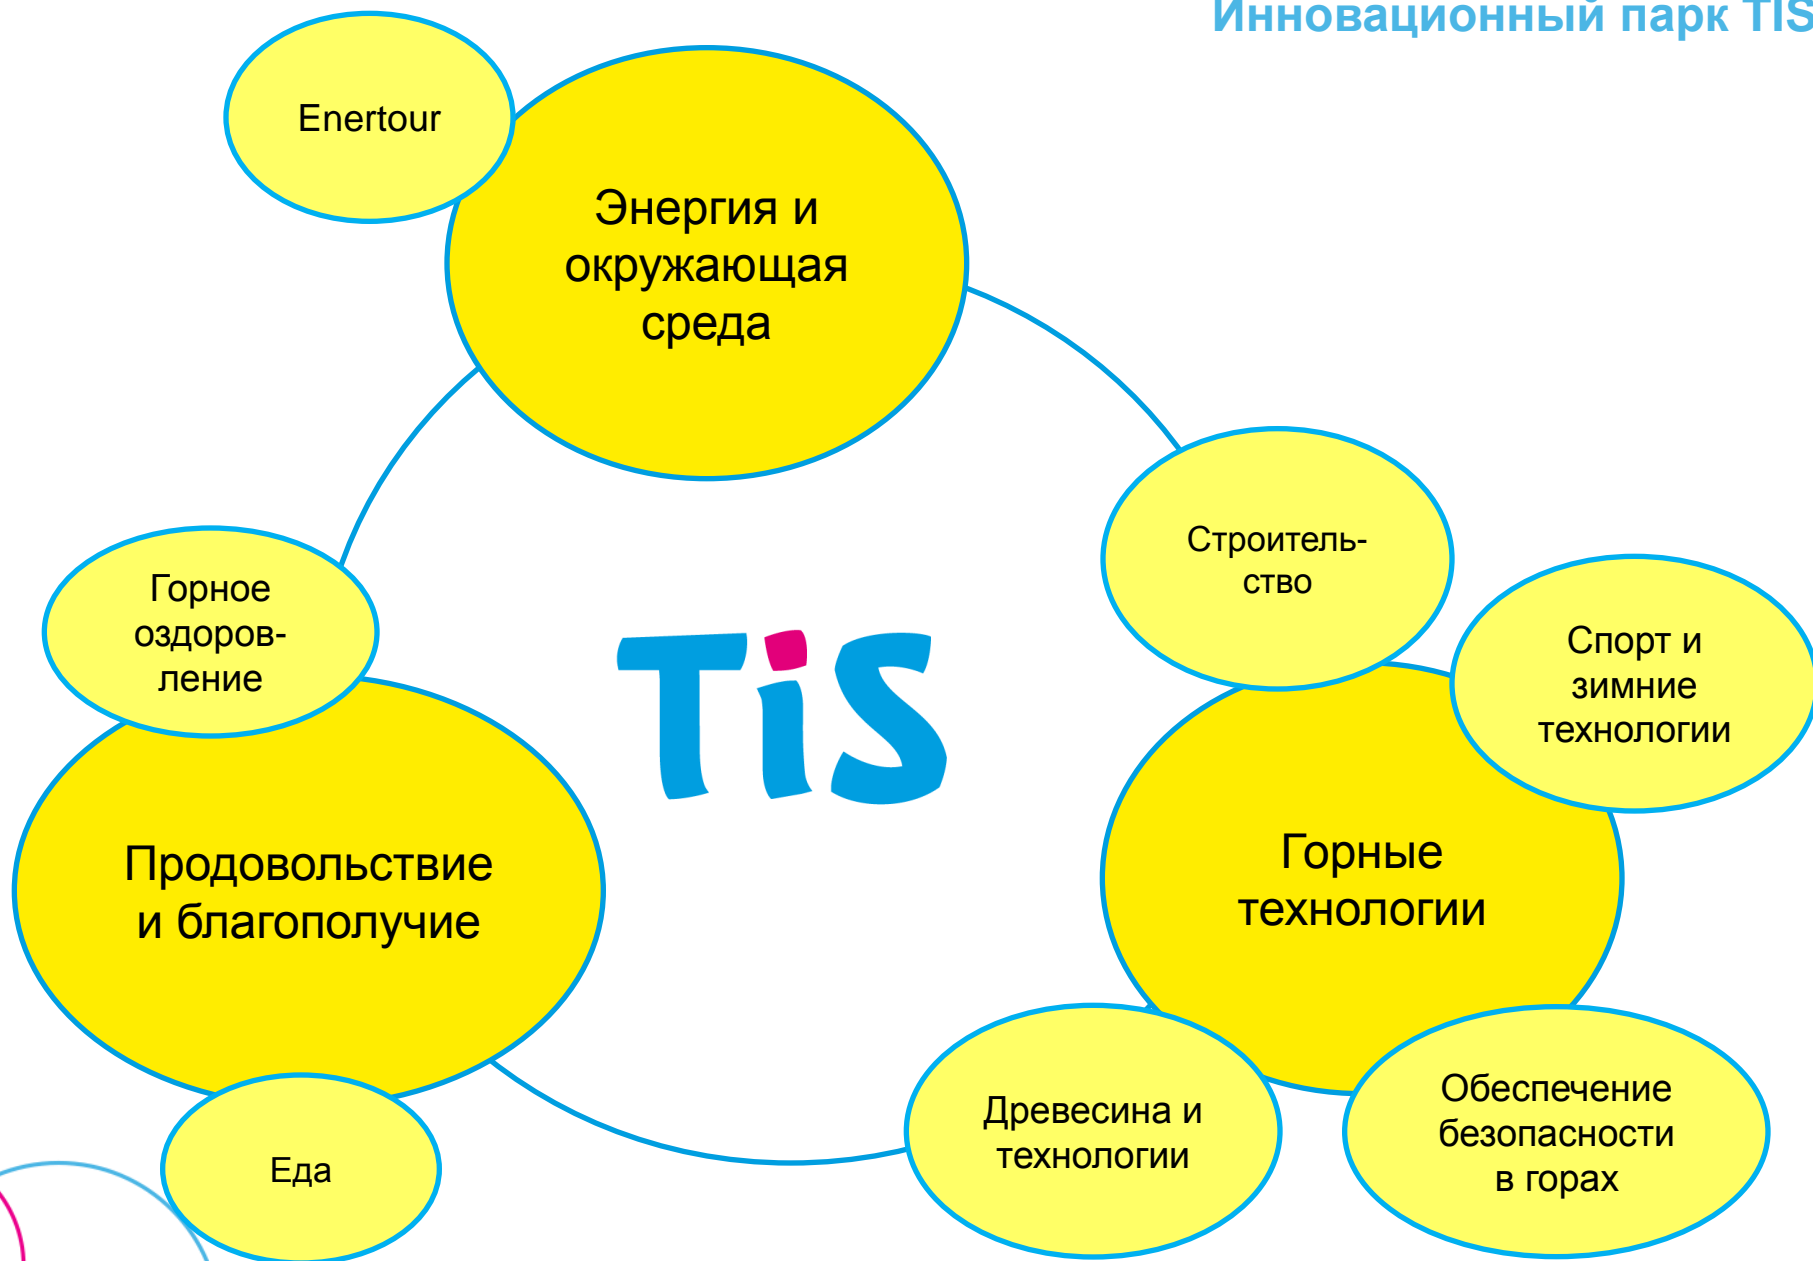 Инновационный парк TIS
Enertour
Энергия и
окружающая
среда
Строитель-
ство
Горное
оздоров-
ление
Спорт и
зимние
технологии
TiS
Продовольствие
и благополучие
Горные
технологии
Древесина и
технологии
Обеспечение
безопасности
в горах
Еда